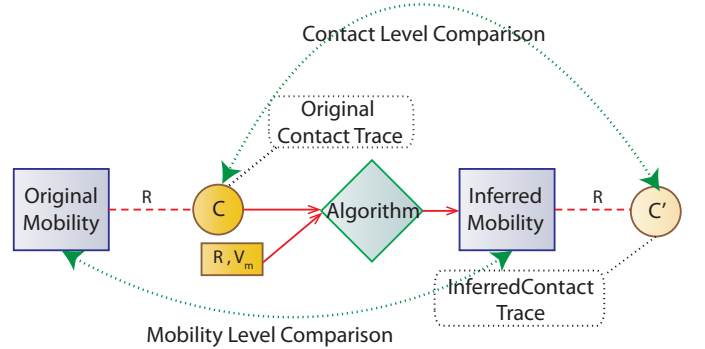 Contact Level Comparison
Original
Contact Trace
Original
Mobility
R
C
Algorithm
Inferred
Mobility
R
C'
R , Vm
InferredContact
Trace
Mobility Level Comparison